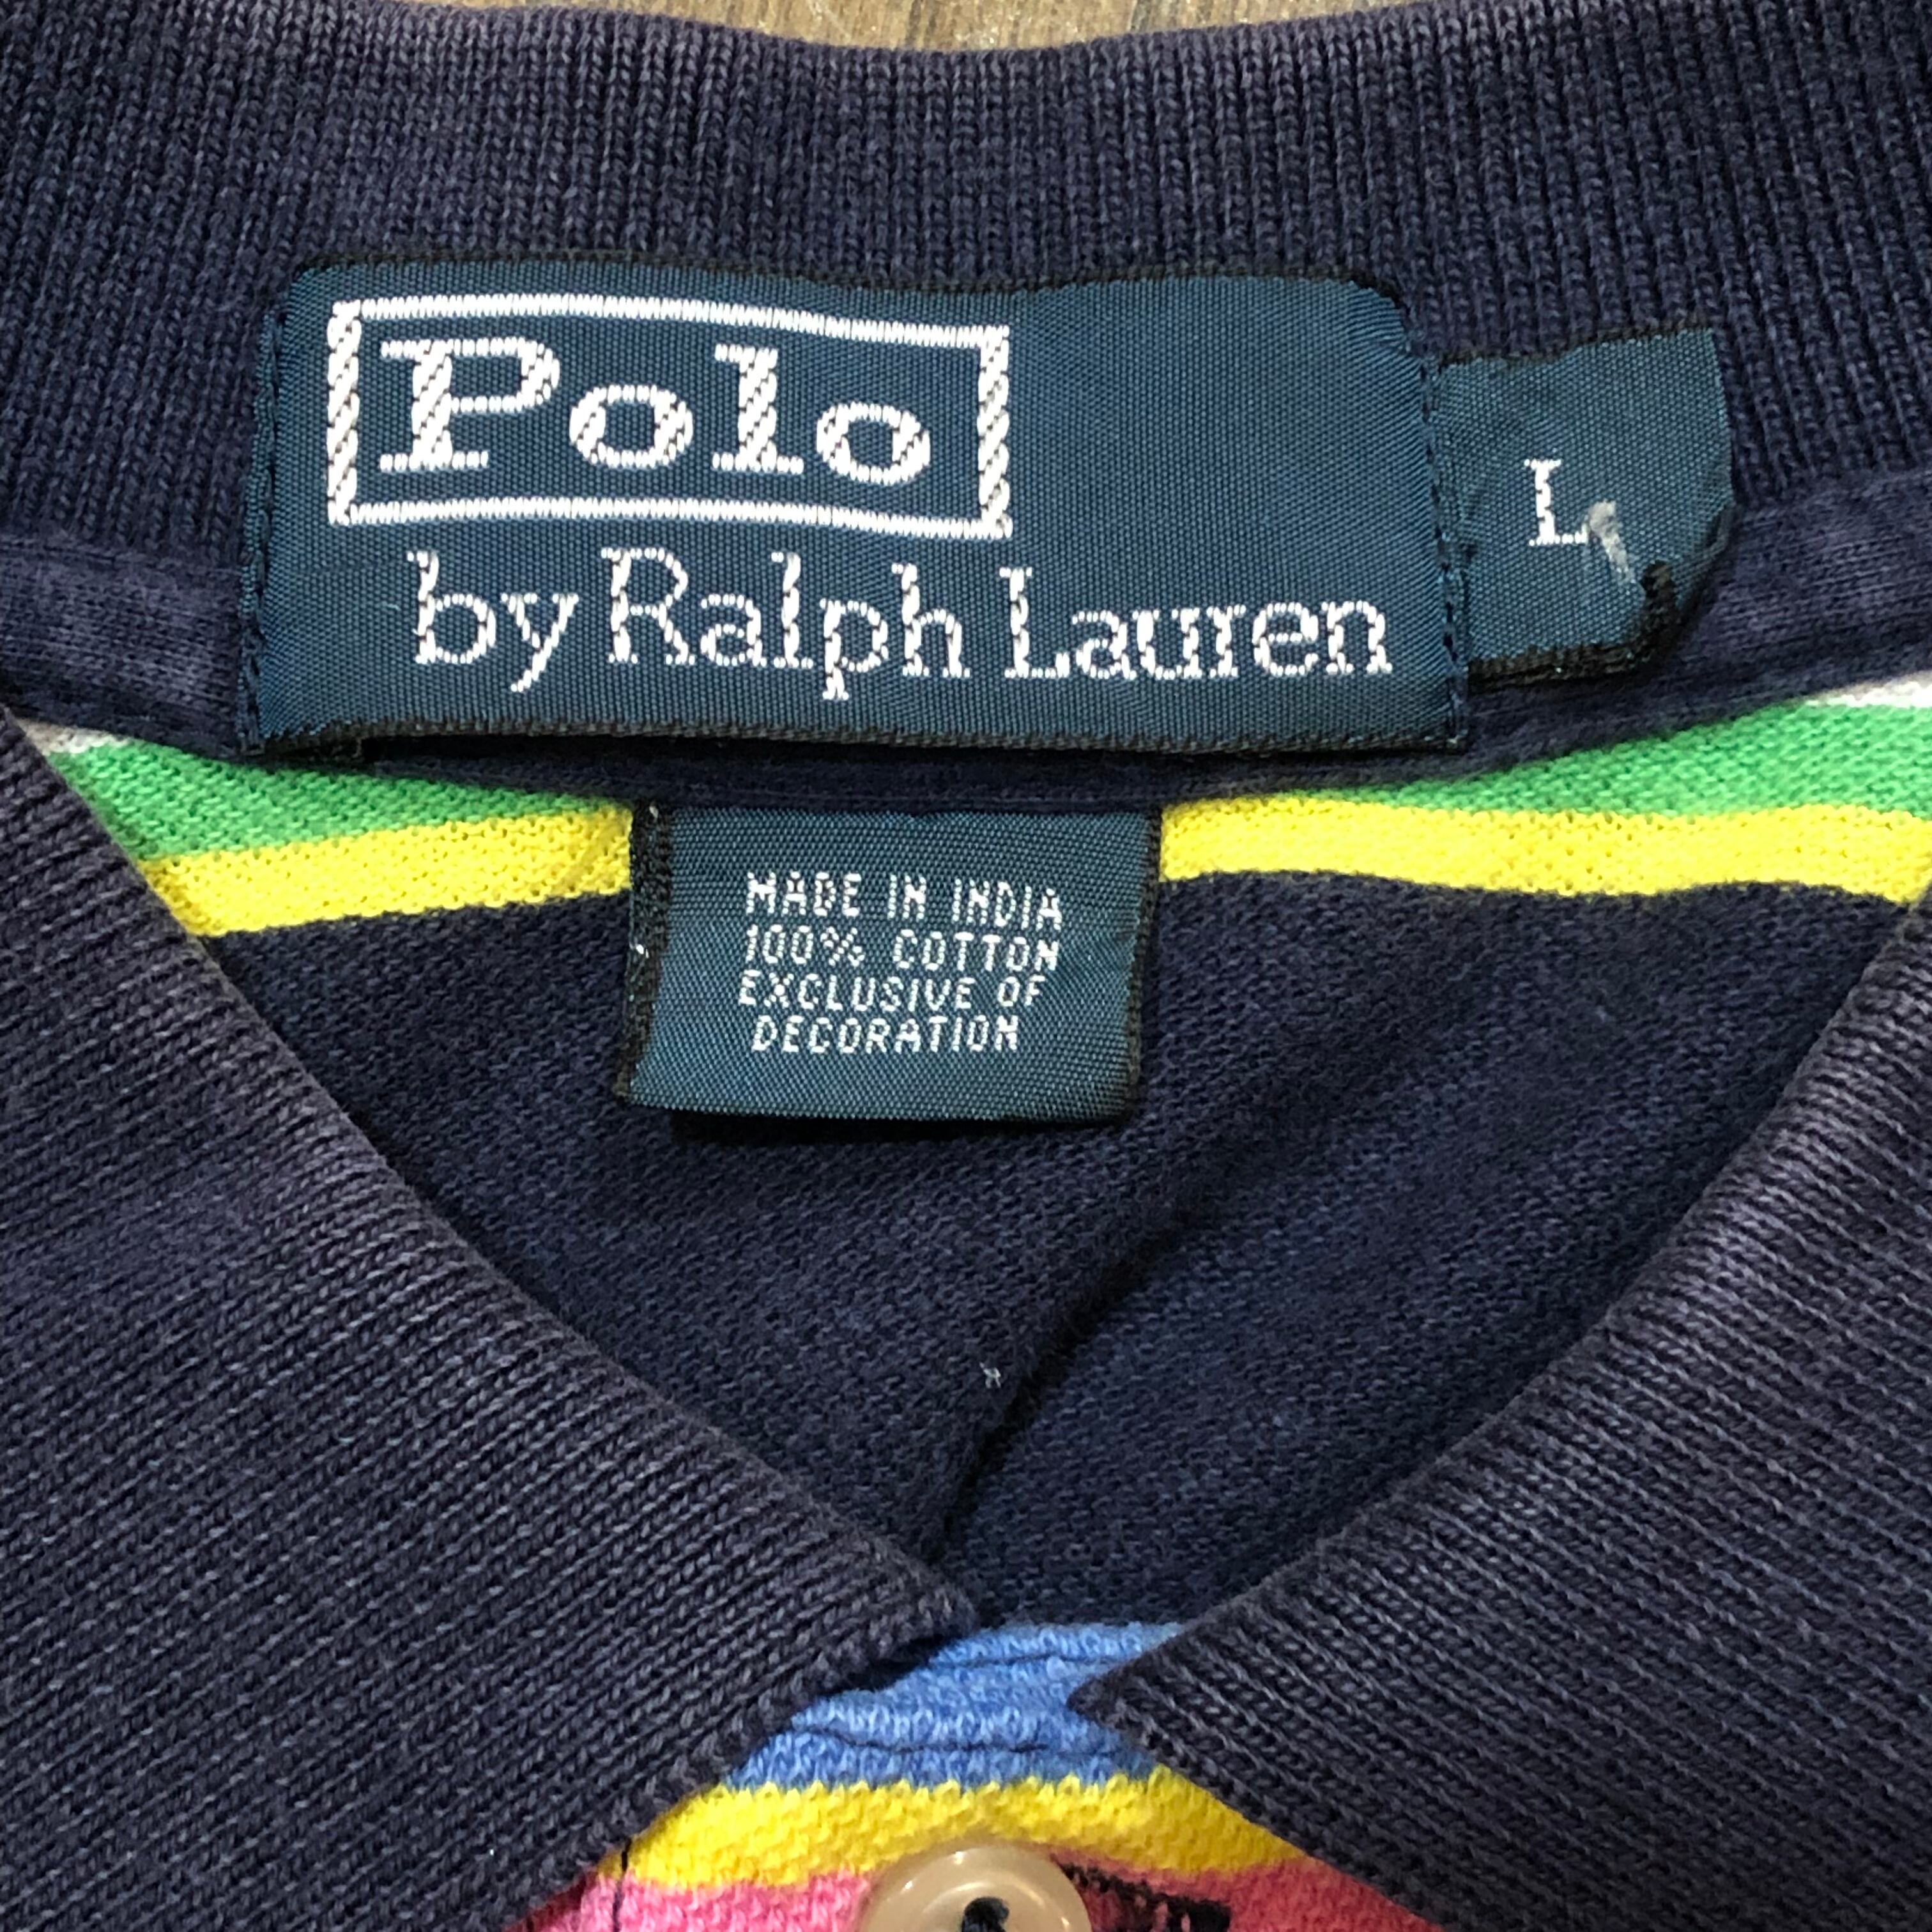 Polo
by Ralph Lauren
L
MADE IN INDIA
100% COTTON
EXCLUSIVE OF
DECORATION